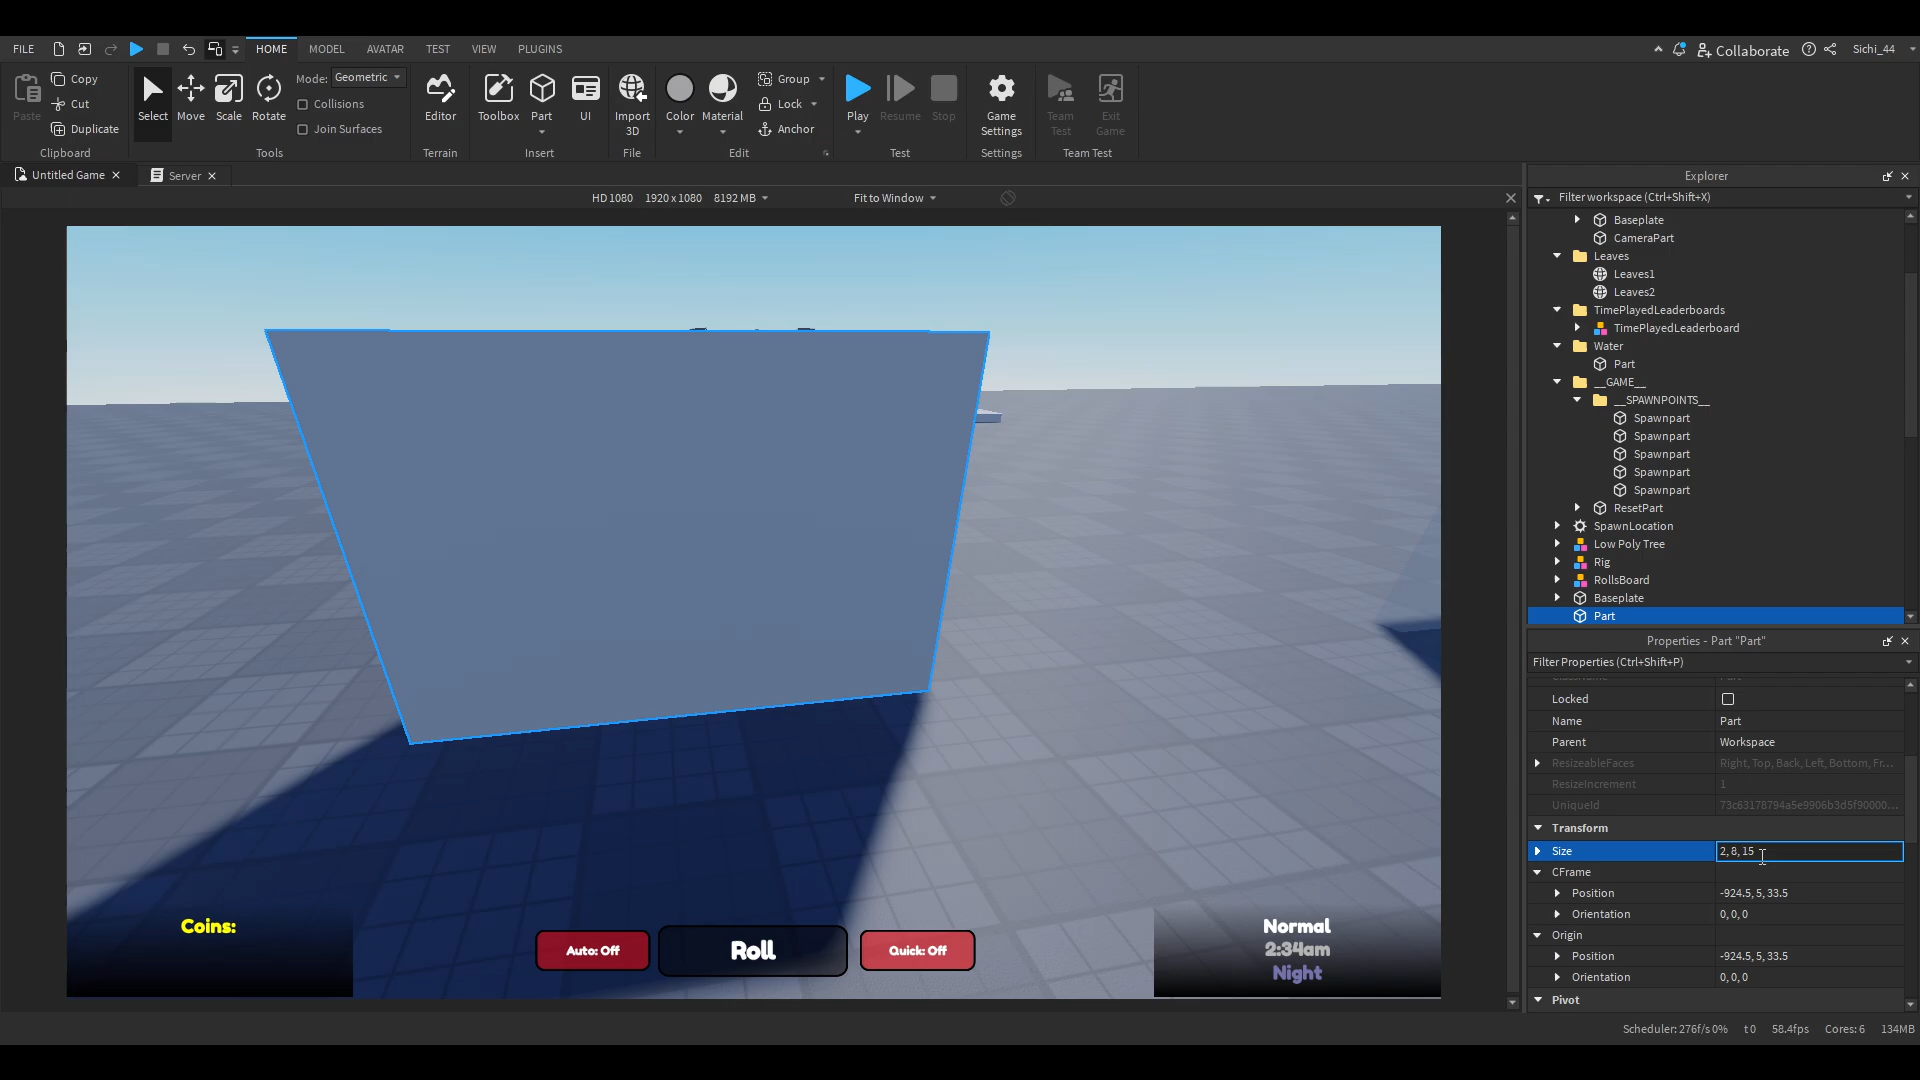 FILE HOME MODEL AVATAR TEST VIEW PLUGINS Collaborate Sichi_44
Paste Copy Cut Duplicate
Clipboard
Select Move Scale Rotate
Mode: Geometric
Collisions
Join Surfaces
Tools
Editor
Terrain
Toolbox Part UI
Insert
Import 3D
File
Color Material
Group
Lock
Anchor
Edit
Play Resume Stop
Test
Game Settings
Settings
Team Test Exit Game
Team Test
Untitled Game Server
HD 1080 1920 x 1080 8192 MB Fit to Window
Coins:
Auto: Off Roll Quick: Off
Normal
2:34am
Night
Explorer
Filter workspace (Ctrl+Shift+X)
Baseplate
CameraPart
Leaves
Leaves1
Leaves2
TimePlayedLeaderboards
TimePlayedLeaderboard
Water
Part
__GAME__
__SPAWNPOINTS__
Spawnpart
Spawnpart
Spawnpart
Spawnpart
Spawnpart
ResetPart
SpawnLocation
Low Poly Tree
Rig
RollsBoard
Baseplate
Part
Properties - Part "Part"
Filter Properties (Ctrl+Shift+P)
Locked
Name Part
Parent Workspace
ResizeableFaces Right, Top, Back, Left, Bottom, Fr...
ResizeIncrement 1
UniqueId 73c63178794a5e9906b3d5f90000...
Transform
Size 2, 8, 15
CFrame
Position -924.5, 5, 33.5
Orientation 0, 0, 0
Origin
Position -924.5, 5, 33.5
Orientation 0, 0, 0
Pivot
Scheduler: 276f/s 0% t 0 58.4fps Cores: 6 134MB